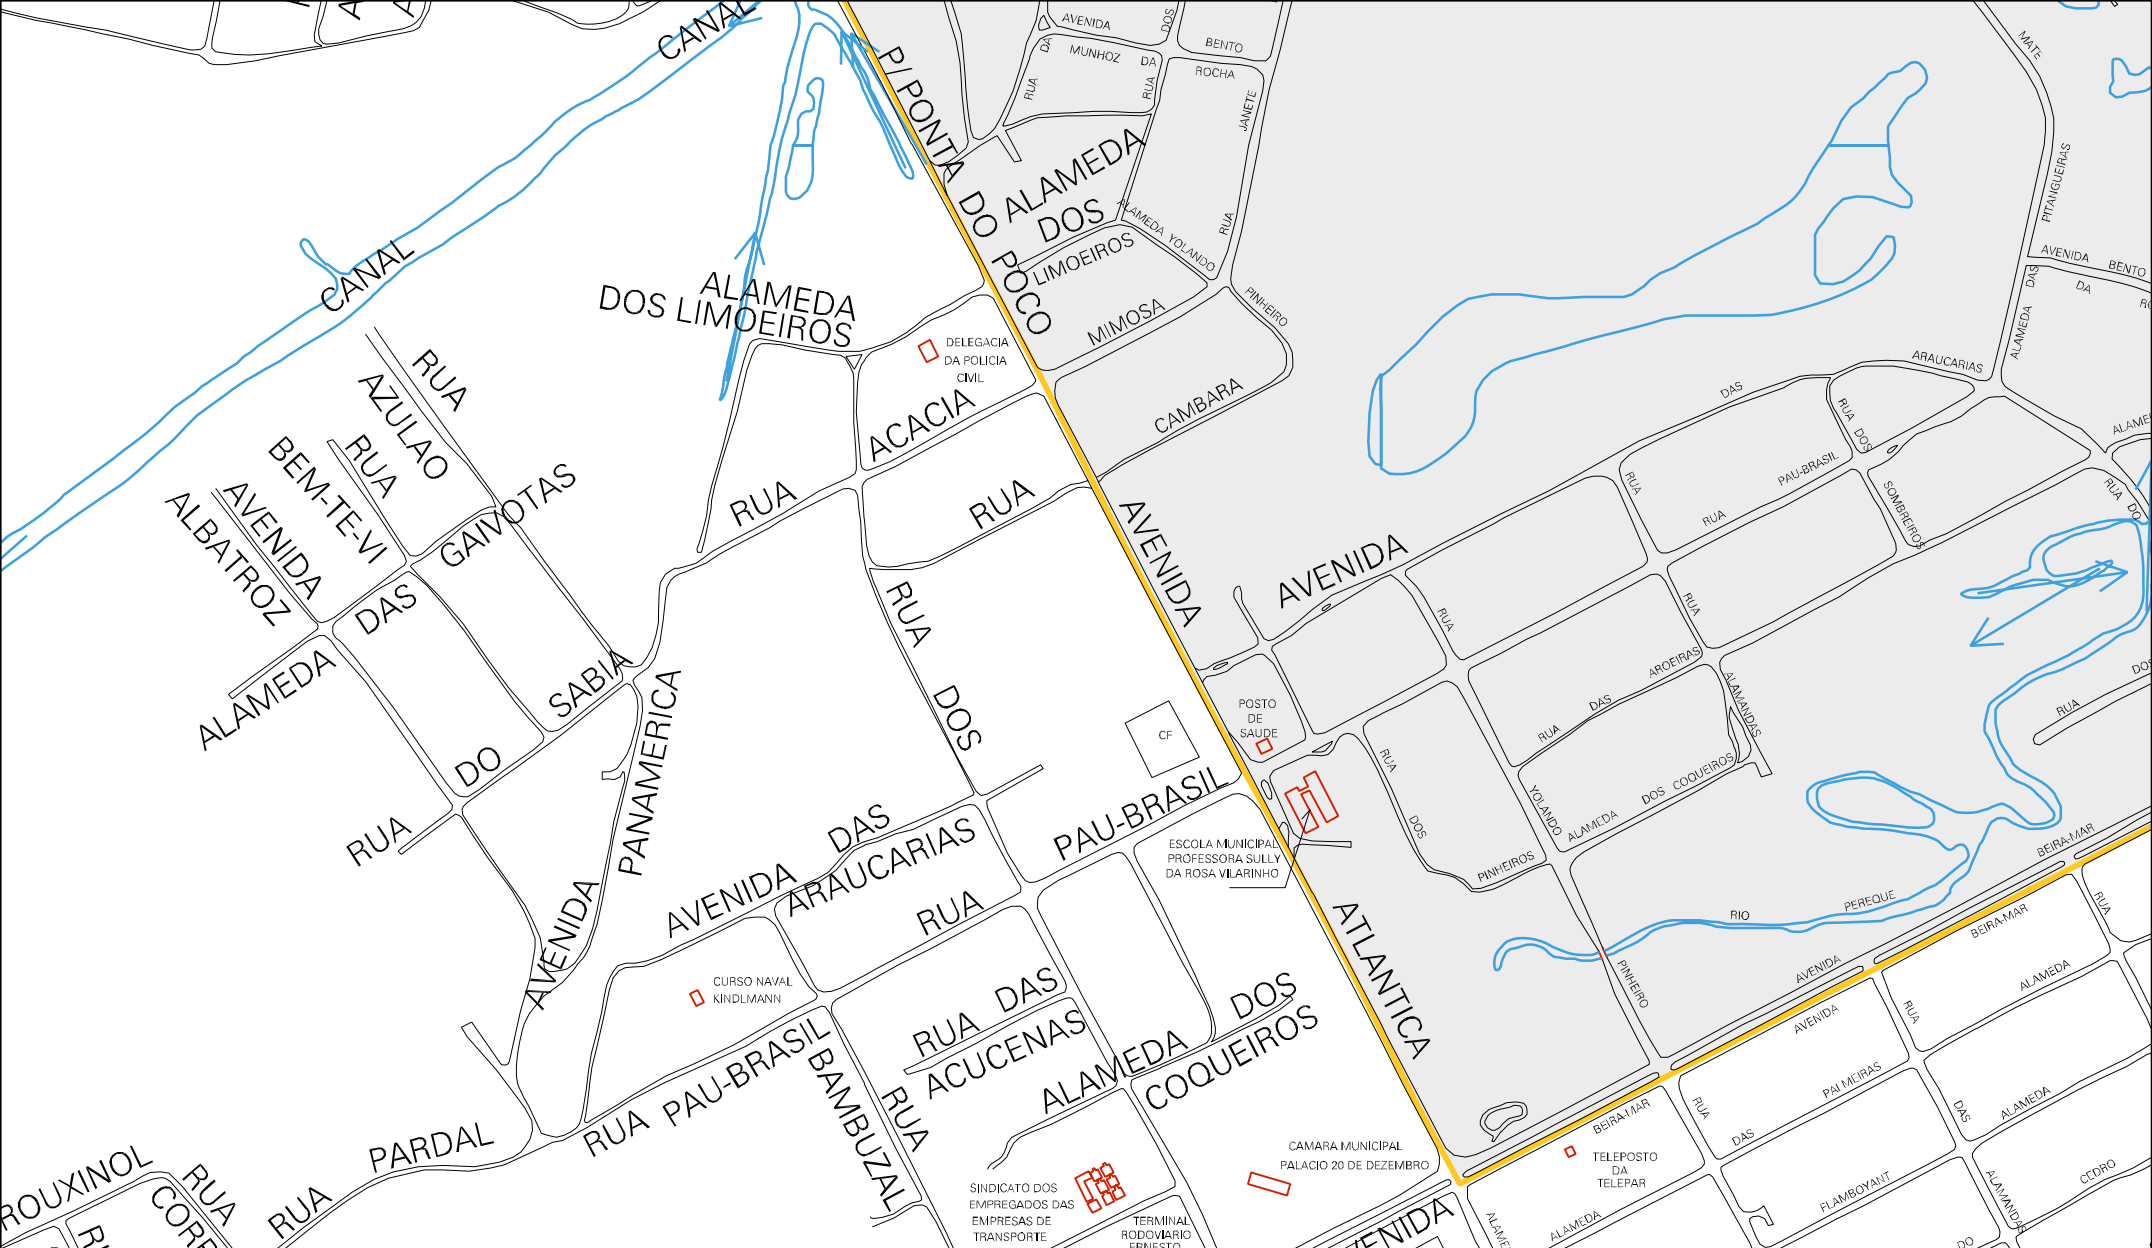 CANAL
P/ PONTA DO POCO
AVENIDA
DOS
DA
MUNHOZ
DA
BENTO
ROCHA
RUA
RUA
JANETE
RUA
MATE
PITANGUEIRAS
ALAMEDA
DOS
LIMOEIROS
ALAMEDA YOLANDO
PINHEIRO
MIMOSA
CAMBARA
AVENIDA
BENTO
DA
DAS
ALAMEDA
ARAUCARIAS
CANAL
ALAMEDA
DOS LIMOEIROS
DELEGACIA
DA POLICIA
CIVIL
ACACIA
RUA
RUA
RUA
AZULAO
RUA
BEM-TE-VI
AVENIDA
ALBATROZ
GAIVOTAS
DAS
ALAMEDA
SABIA
DO
RUA
PANAMERICA
AVENIDA
RUA
DOS
AVENIDA
AVENIDA
DAS
RUA
DOS
SOMBREIROS
RUA
PAU-BRASIL
RUA
RUA
DO
RUA
RUA
AROEIRAS
DAS
RUA
ALAMANDAS
DOS
RUA
POSTO
DE
SAUDE
CF
RUA
DOS
PINHEIROS
YOLANDO
ALAMEDA
DOS COQUEIROS
PAU-BRASIL
ESCOLA MUNICIPAL
PROFESSORA SULLY
DA ROSA VILARINHO
DAS
AVENIDA
ARAUCARIAS
RUA
ATLANTICA
RIO
PEREQUE
BEIRA-MAR
BEIRA-MAR
AVENIDA
PINHEIRO
RUA
CURSO NAVAL
KINDLMANN
RUA DAS
ACUCENAS
DOS
ALAMEDA
COQUEIROS
RUA PAU-BRASIL
BAMBUZAL
RUA
ALAMEDA
RUA
AVENIDA
PALMEIRAS
DAS
RUA
BEIRA-MAR
ALAMEDA
DAS
ALAMANDAS
CEDRO
FLAMBOYANT
ALAMEDA
DO
PARDAL
RUA
ROUXINOL
RUA
SINDICATO DOS
EMPREGADOS DAS
EMPRESAS DE
TRANSPORTE
TERMINAL
RODOVIARIO
ERNESTO
CAMARA MUNICIPAL
PALACIO 20 DE DEZEMBRO
TELEPOSTO
DA
TELEPAR